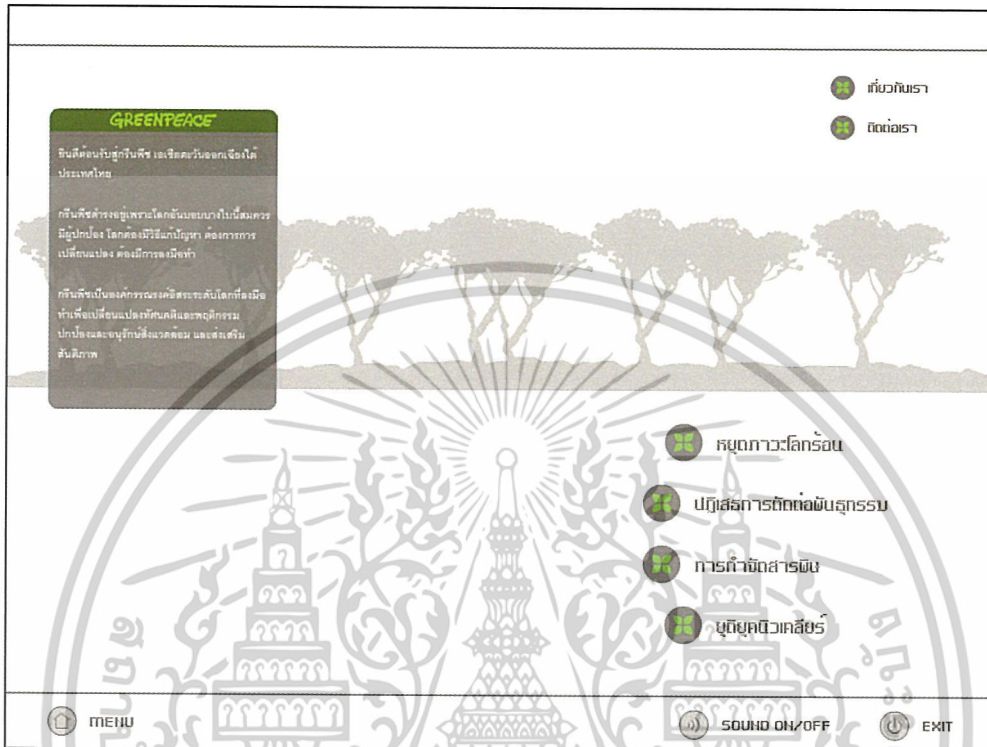 เกี่ยวกับเรา
ติดต่อเรา
GREENPEACE
ยินดีต้อนรับสู่กรีนพีซ เอเชียตะวันออกเฉียงใต้
ประเทศไทย
กรีนพีซดำรงอยู่เพราะโลกอันบอบบางใบนี้สมควร
มีผู้ปกป้อง โลกต้องมีวิธีแก้ปัญหา ต้องการการ
เปลี่ยนแปลง ต้องมีการลงมือทำ
กรีนพีซเป็นองค์กรรณรงค์อิสระระดับโลกที่ลงมือ
ทำเพื่อเปลี่ยนแปลงทัศนคติและพฤติกรรม
ปกป้องและอนุรักษ์สิ่งแวดล้อม และส่งเสริม
สันติภาพ
หยุดภาวะโลกร้อน
ปฏิเสธการตัดต่อพันธุกรรม
การกำจัดสารพิษ
ยุติยุคนิวเคลียร์
MENU
SOUND ON/OFF
EXIT